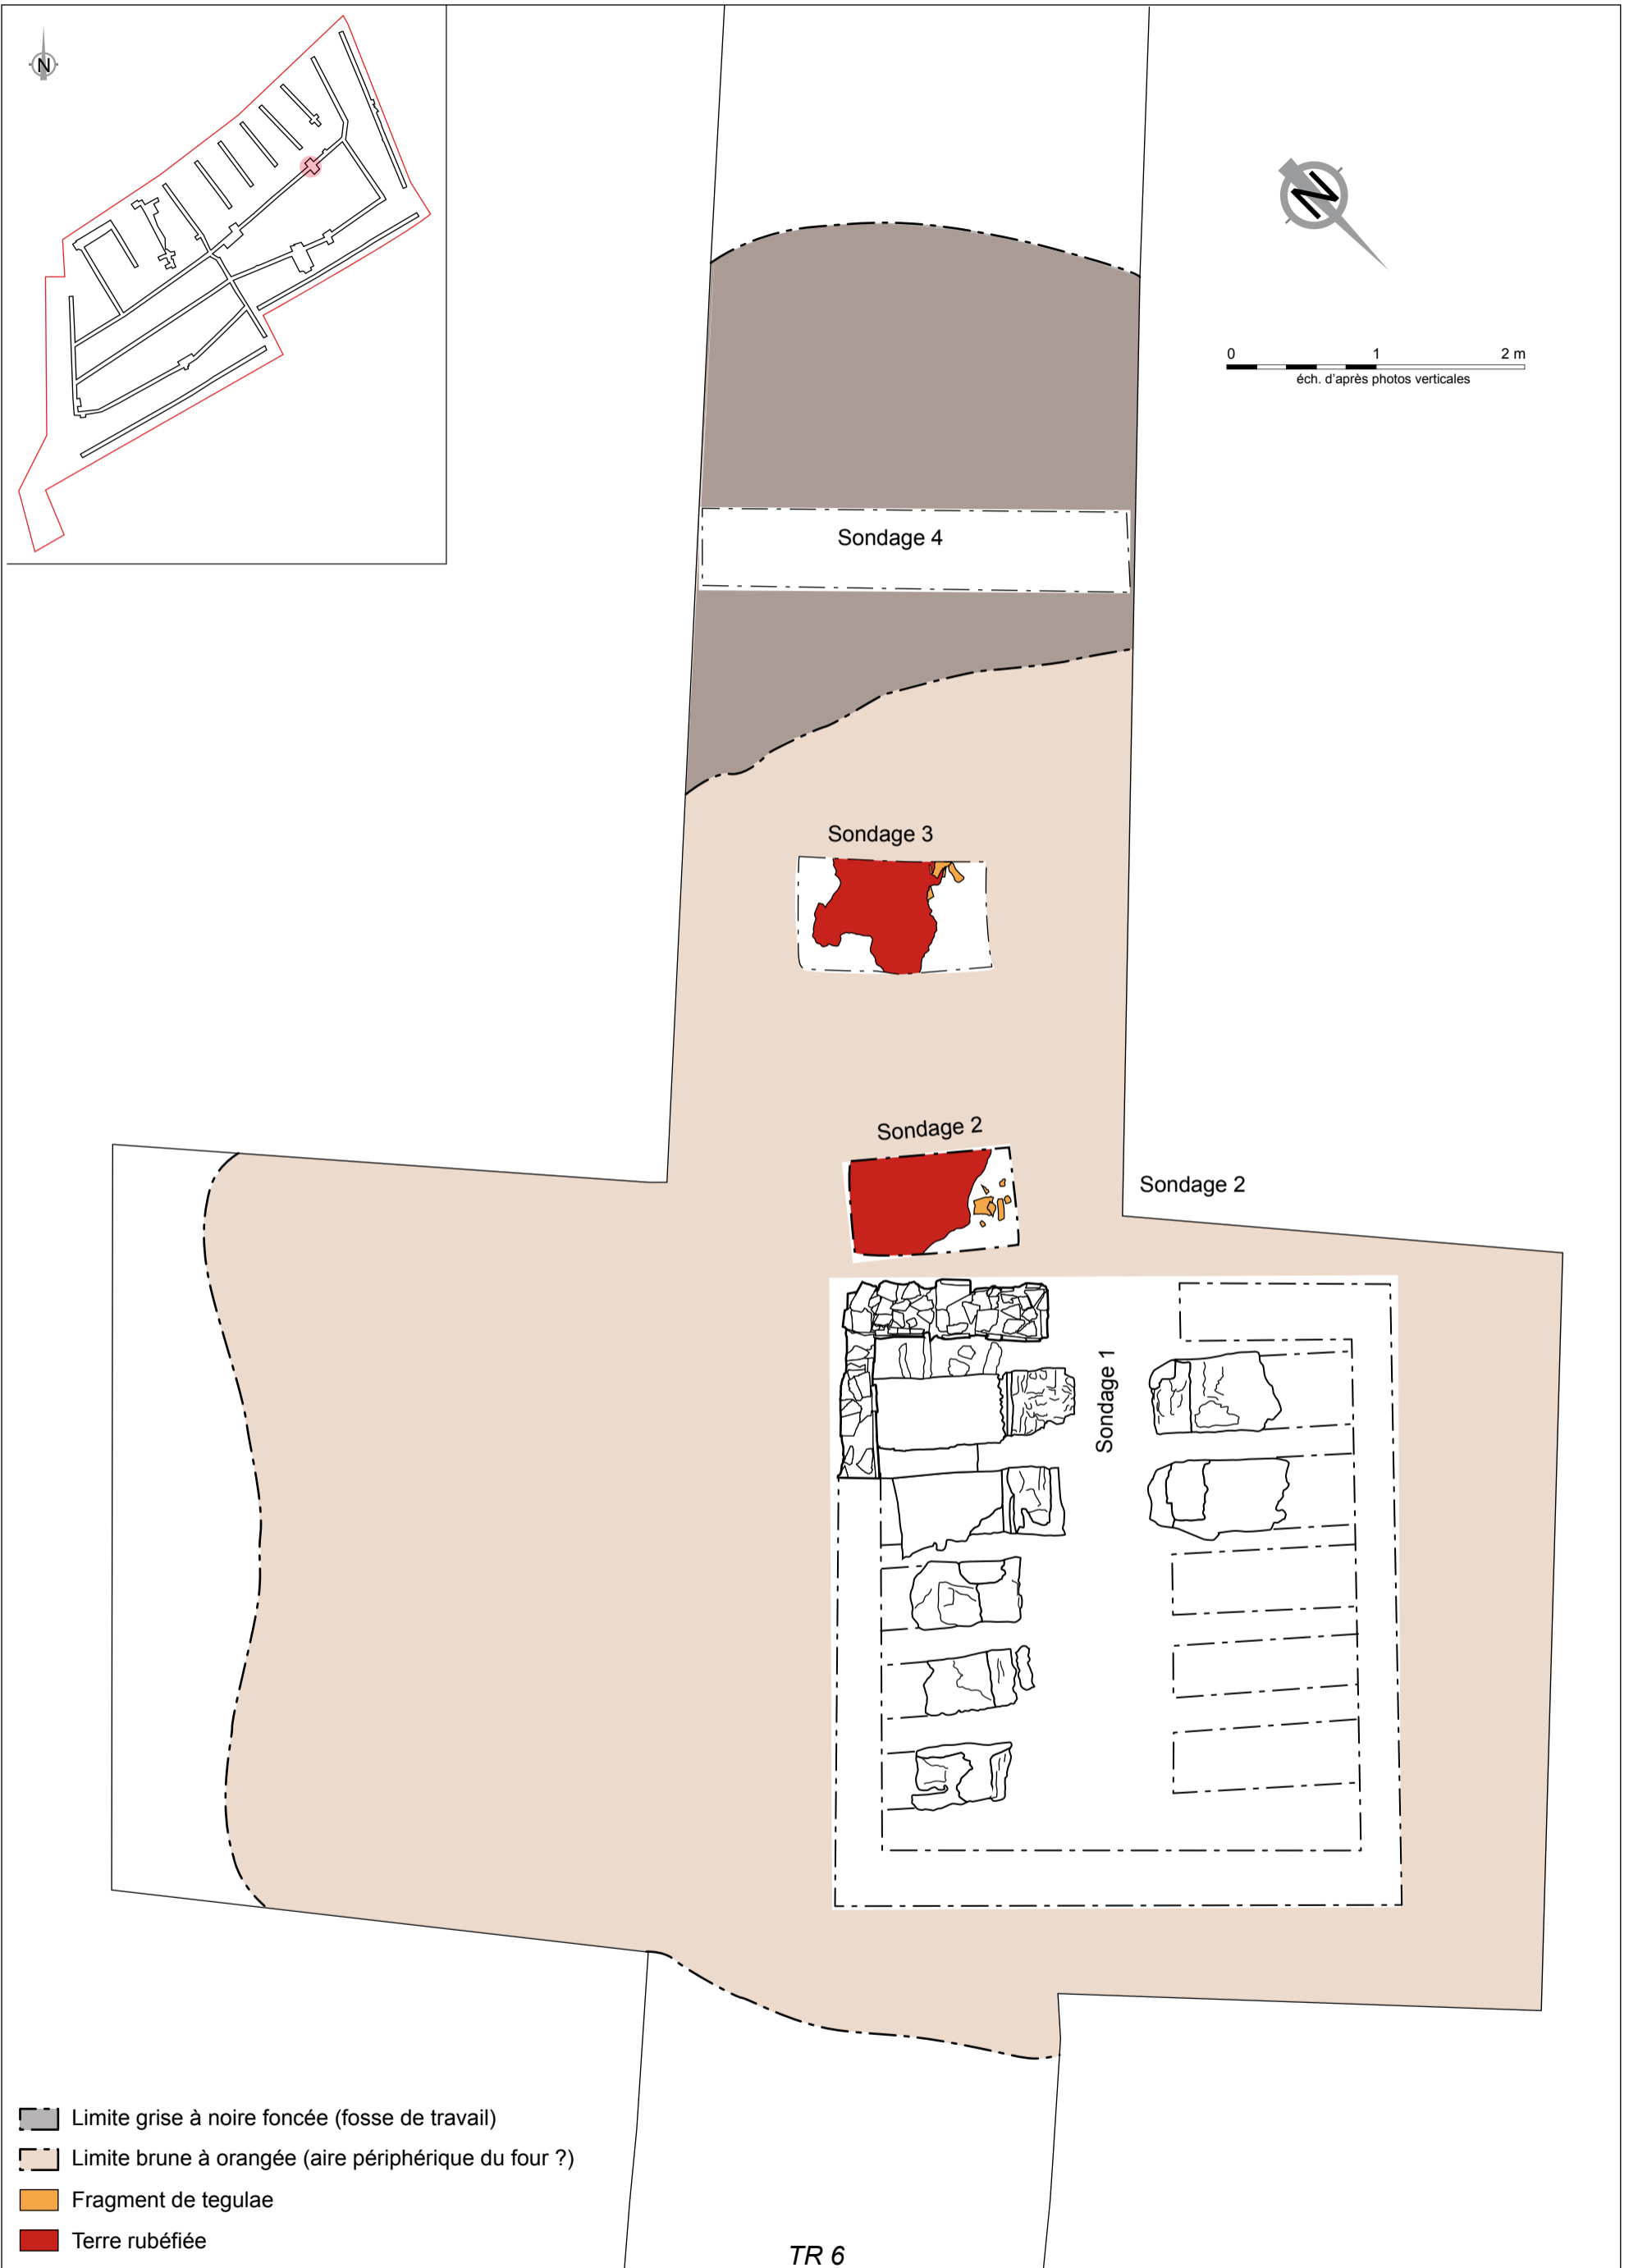 N
N
0 1 2 m
éch. d'après photos verticales
Sondage 4
Sondage 3
Sondage 2
Sondage 2
Sondage 1
Limite grise à noire foncée (fosse de travail)
Limite brune à orangée (aire périphérique du four ?)
Fragment de tegulae
Terre rubéfiée
TR 6